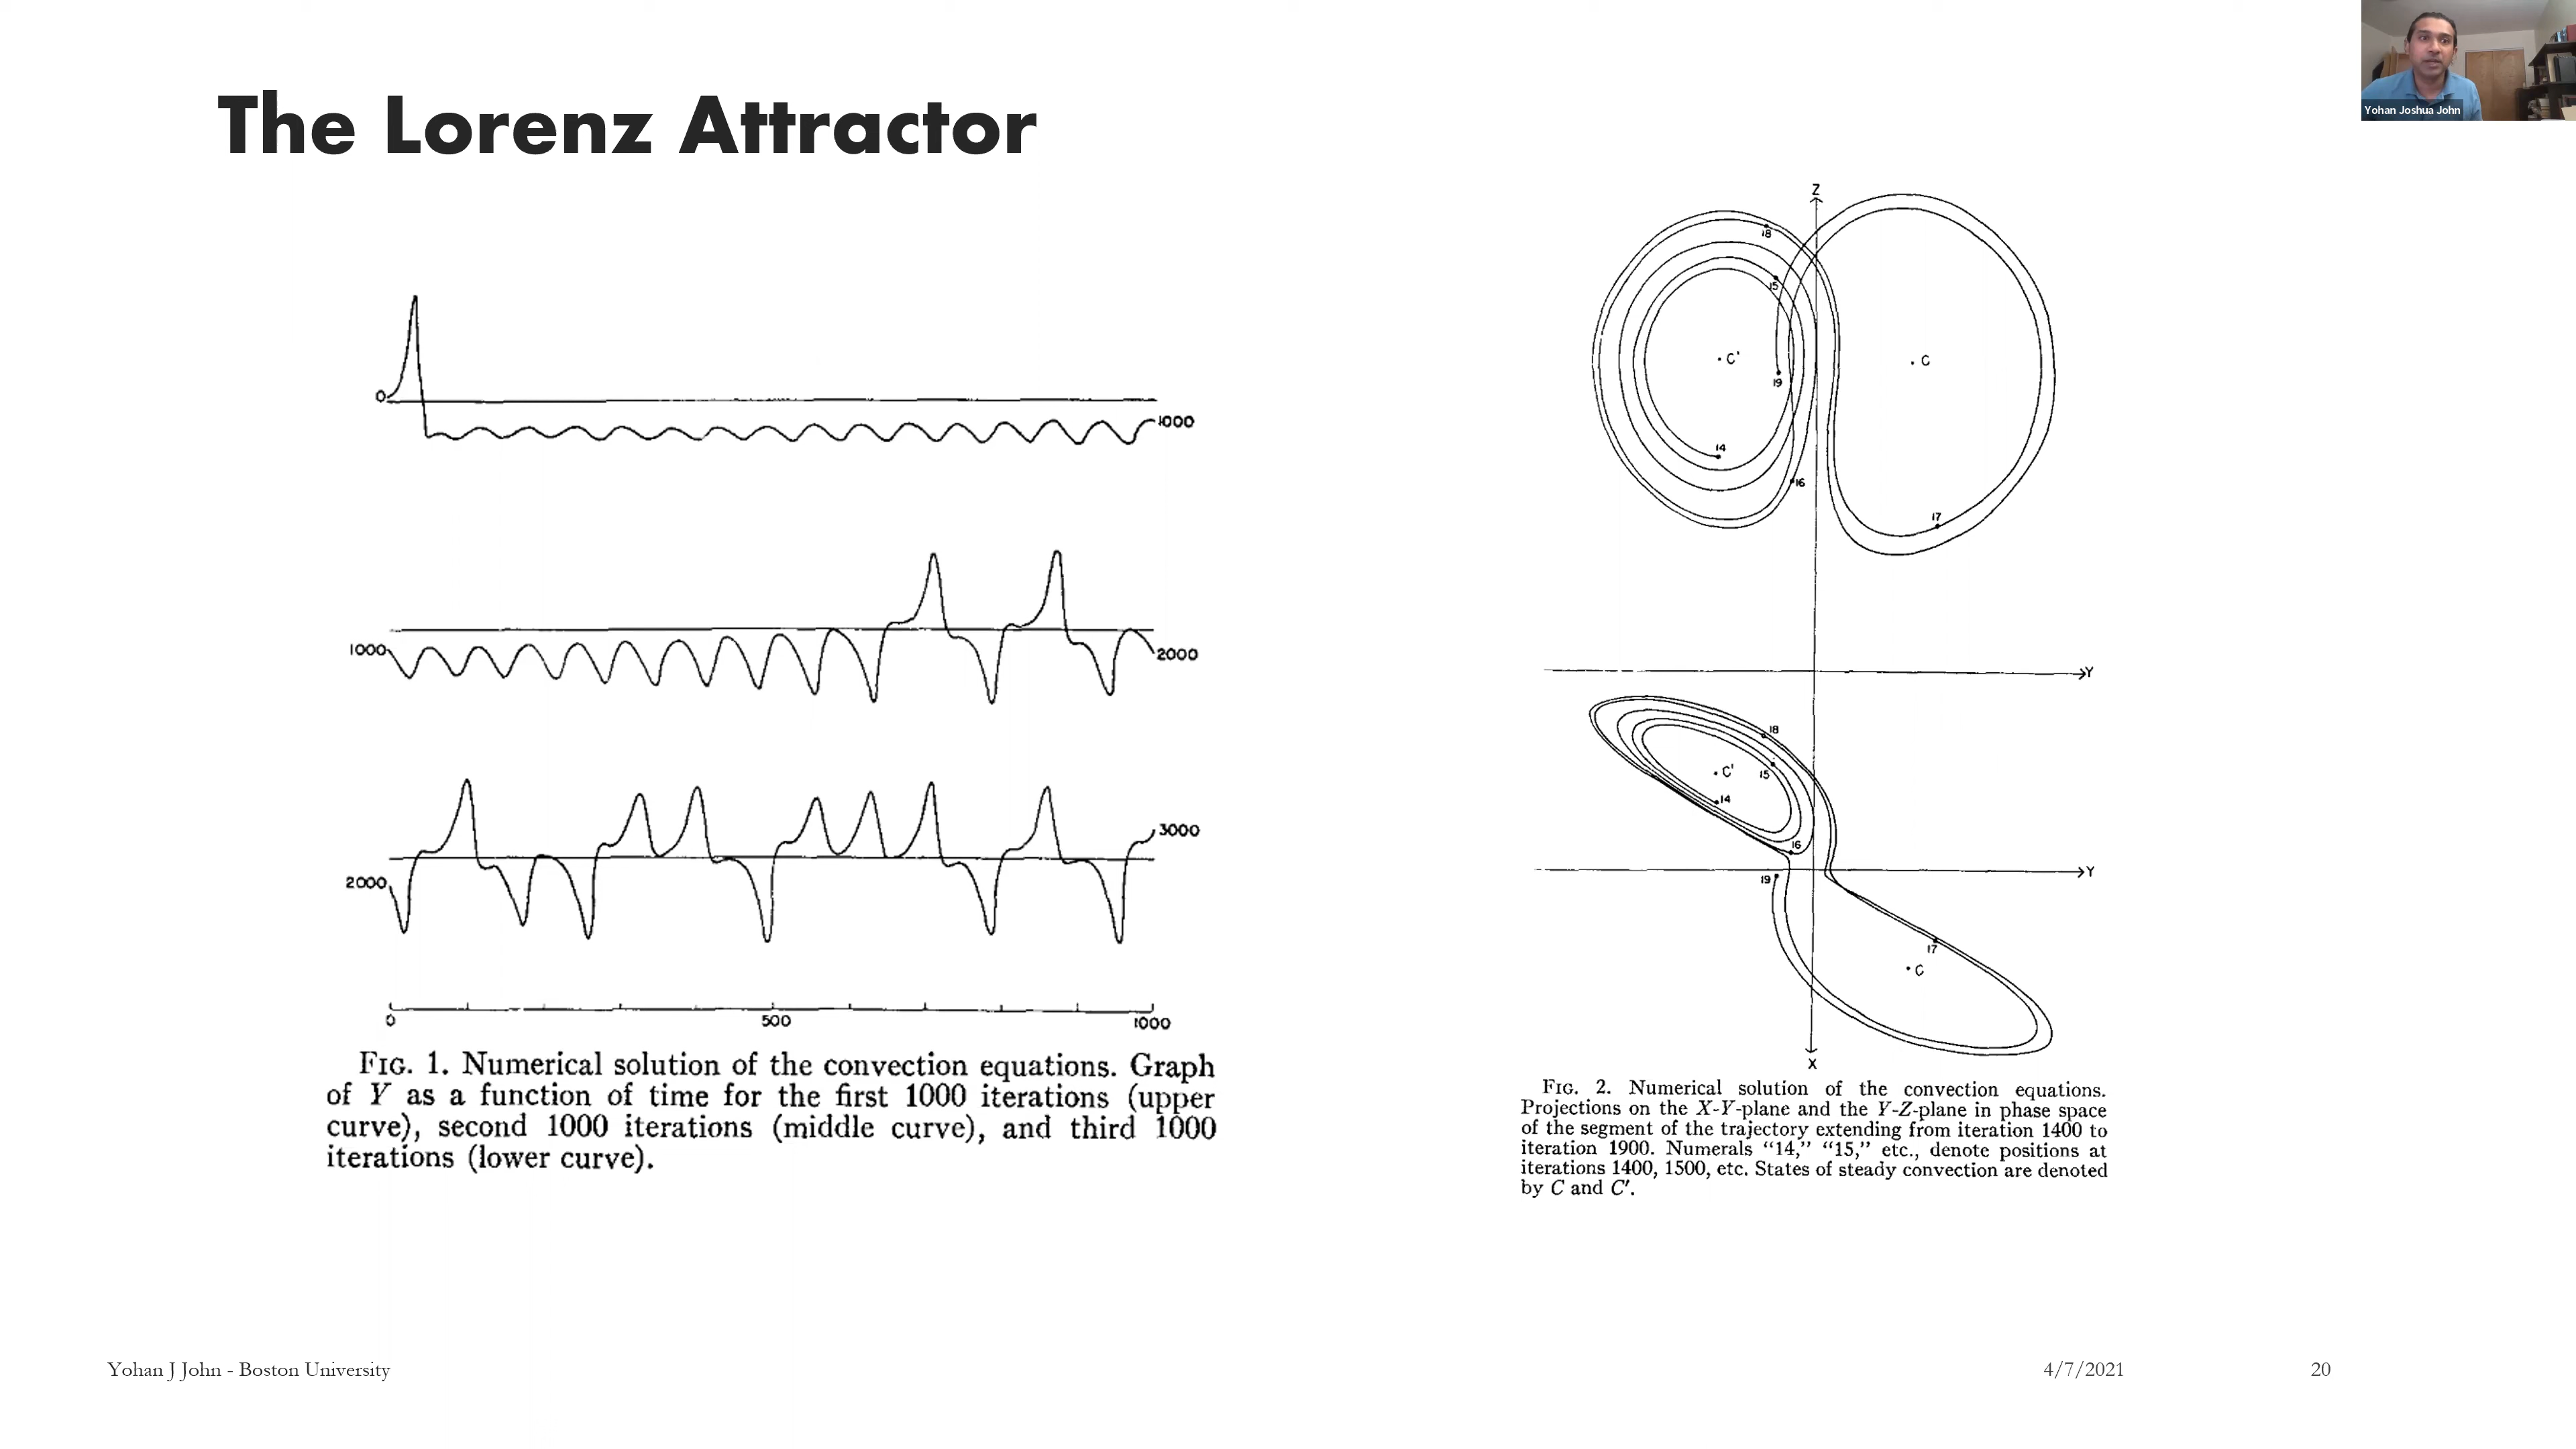 Yohan Joshua John
The Lorenz Attractor
0
1000
1000
2000
2000
3000
0
500
1000
FIG. 1. Numerical solution of the convection equations. Graph
of Y as a function of time for the first 1000 iterations (upper
curve), second 1000 iterations (middle curve), and third 1000
iterations (lower curve).
Z
18
15
C'
C
19
14
16
17
Y
18
C'
15
14
16
Y
19
17
C
X
FIG. 2. Numerical solution of the convection equations.
Projections on the X-Y-plane and the Y-Z-plane in phase space
of the segment of the trajectory extending from iteration 1400 to
iteration 1900. Numerals “14,” “15,” etc., denote positions at
iterations 1400, 1500, etc. States of steady convection are denoted
by C and C′.
Yohan J John - Boston University
4/7/2021
20